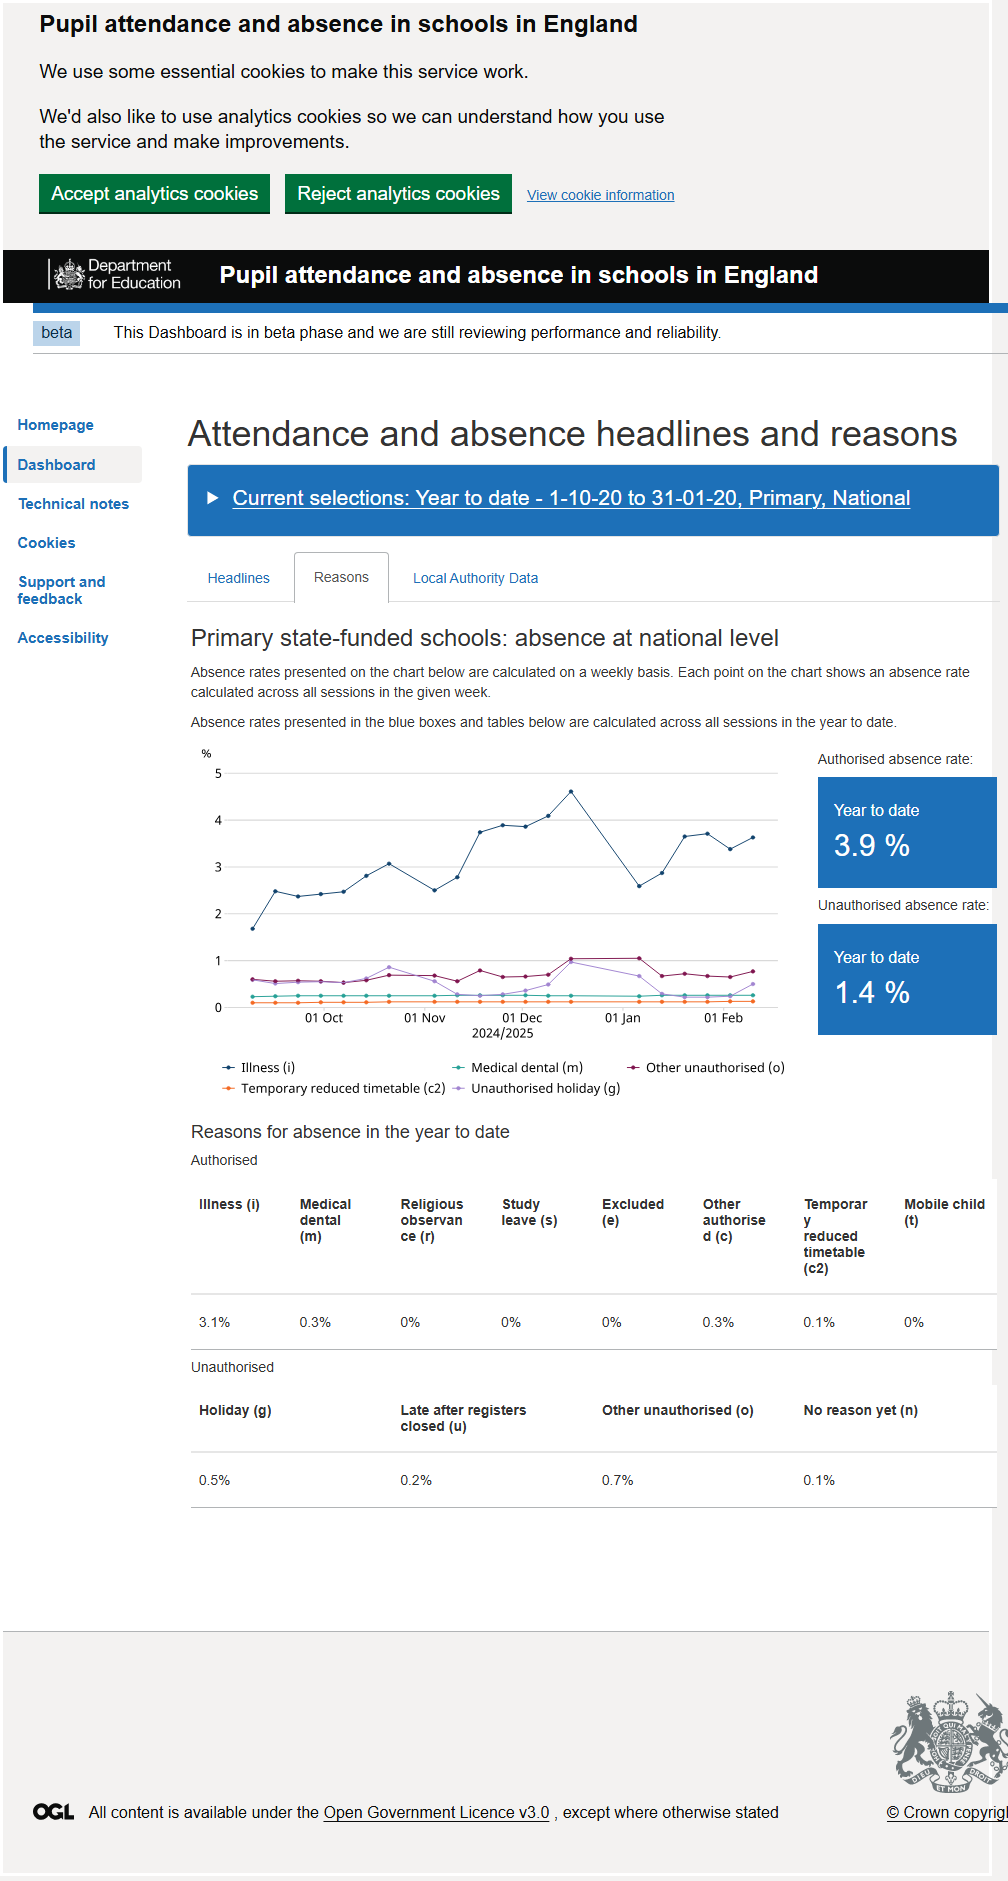 Pupil attendance and absence in schools in England
We use some essential cookies to make this service work.
We'd also like to use analytics cookies so we can understand how you use
the service and make improvements.
Accept analytics cookies Reject analytics cookies View cookie information
Department
for Education
Pupil attendance and absence in schools in England
beta This Dashboard is in beta phase and we are still reviewing performance and reliability.
Homepage
Dashboard
Technical notes
Cookies
Support and
feedback
Accessibility
Attendance and absence headlines and reasons
Current selections: Year to date - 1-10-20 to 31-01-20, Primary, National
Headlines Reasons Local Authority Data
Primary state-funded schools: absence at national level
Absence rates presented on the chart below are calculated on a weekly basis. Each point on the chart shows an absence rate
calculated across all sessions in the given week.
Absence rates presented in the blue boxes and tables below are calculated across all sessions in the year to date.
%
5
4
3
2
1
0
01 Oct 01 Nov 01 Dec 01 Jan 01 Feb
2024/2025
Illness (i) Medical dental (m) Other unauthorised (o)
Temporary reduced timetable (c2) Unauthorised holiday (g)
Authorised absence rate:
Year to date
3.9 %
Unauthorised absence rate:
Year to date
1.4 %
Reasons for absence in the year to date
Authorised
Illness (i)
Medical
dental
(m)
Religious
observan
ce (r)
Study
leave (s)
Excluded
(e)
Other
authorise
d (c)
Temporar
y
reduced
timetable
(c2)
Mobile child
(t)
3.1% 0.3% 0% 0% 0% 0.3% 0.1% 0%
Unauthorised
Holiday (g)
Late after registers
closed (u)
Other unauthorised (o)
No reason yet (n)
0.5% 0.2% 0.7% 0.1%
DIEU ET MON DROIT
OGL All content is available under the Open Government Licence v3.0 , except where otherwise stated
© Crown copyrig